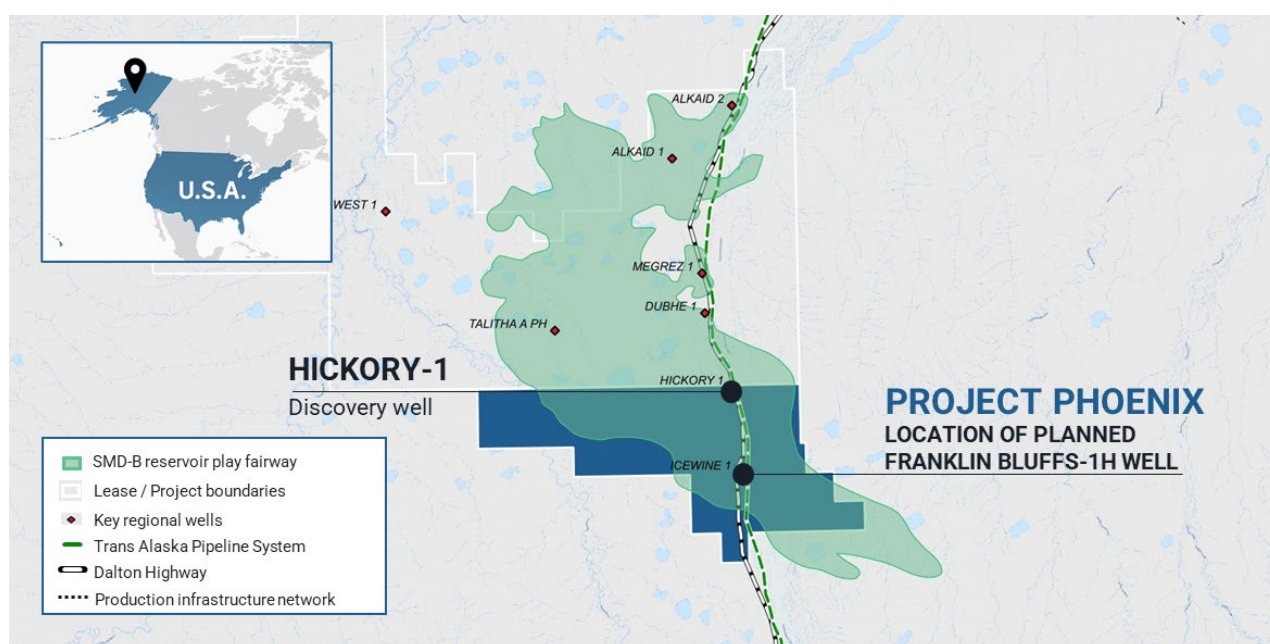 U.S.A.
ALKAID 2
ALKAID 1
WEST 1
MEGREZ 1
DUBHE 1
TALITHA A PH
HICKORY-1
Discovery well
HICKORY 1
PROJECT PHOENIX
LOCATION OF PLANNED
FRANKLIN BLUFFS-1H WELL
ICEWINE 1
SMD-B reservoir play fairway
Lease / Project boundaries
Key regional wells
Trans Alaska Pipeline System
Dalton Highway
Production infrastructure network